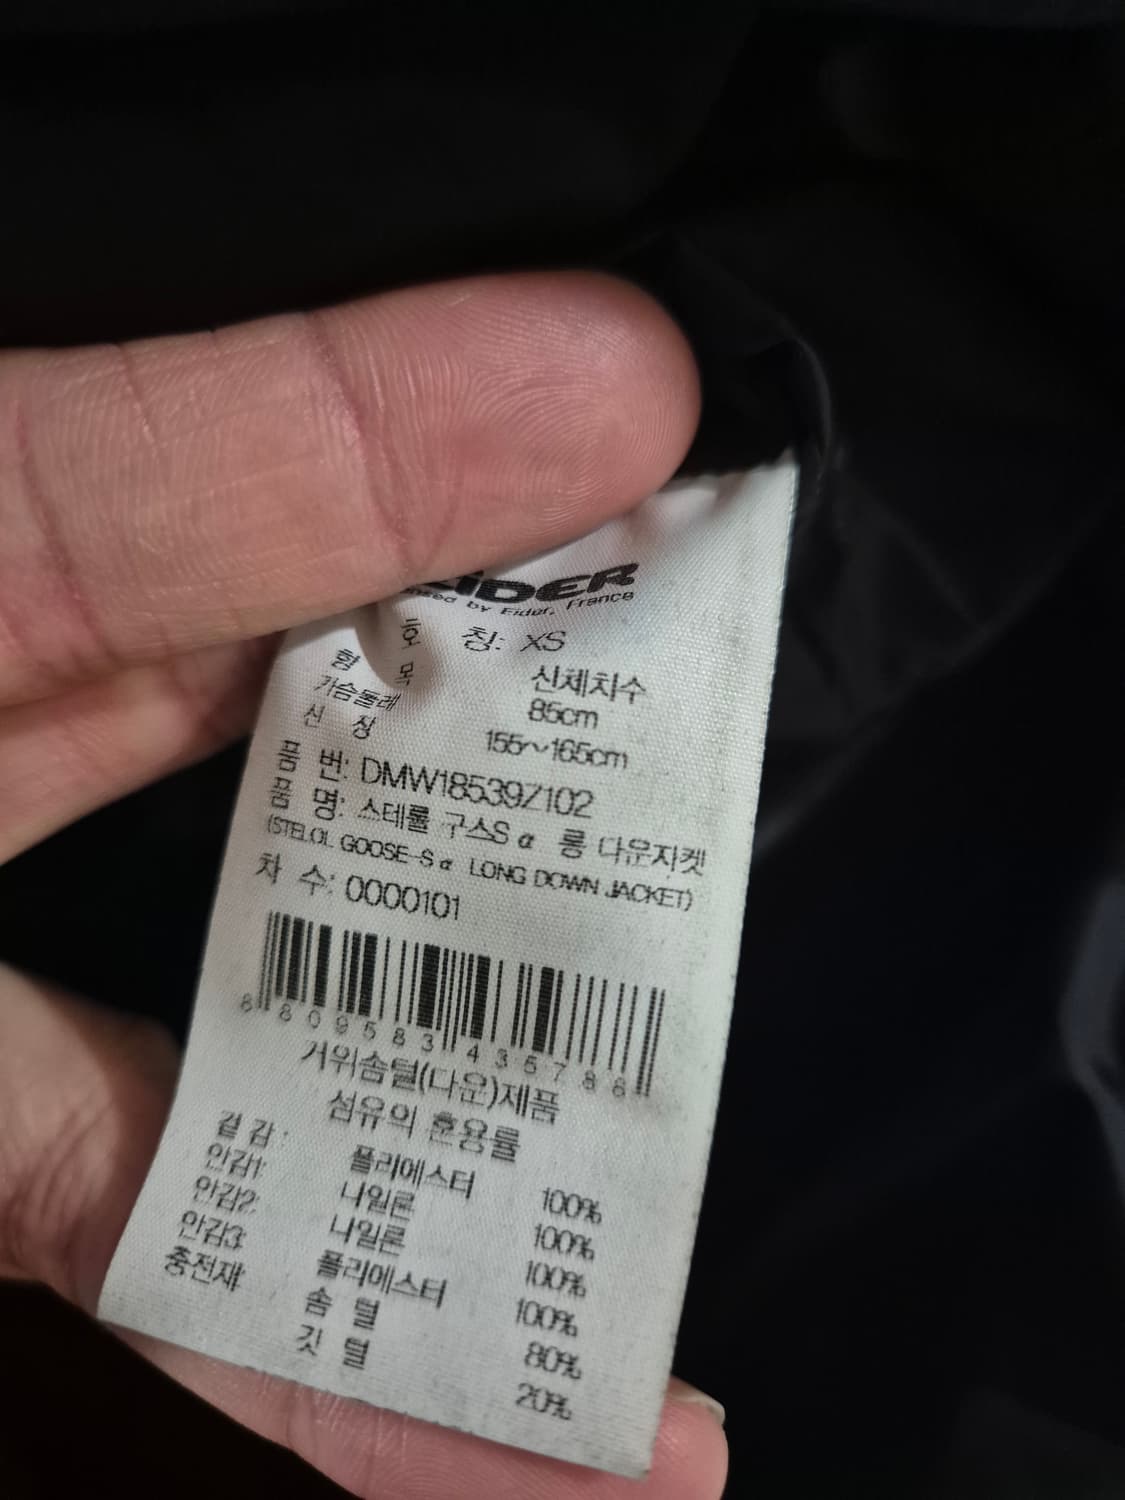 EiDER
by Eider, France
호 칭: XS
항 목 신체치수
가슴둘레 85cm
신 장 155~165cm
품 번: DMW18539Z102
품 명: 스테롤 구스S α 롱 다운자켓
(STELOL GOOSE-S α LONG DOWN JACKET)
차 수: 0000101
8 809583 435788
거위솜털(다운)제품
섬유의 혼용률
겉감: 폴리에스터 100%
안감1: 나일론 100%
안감2: 나일론 100%
안감3: 폴리에스터 100%
충전재: 솜 털 80%
깃 털 20%